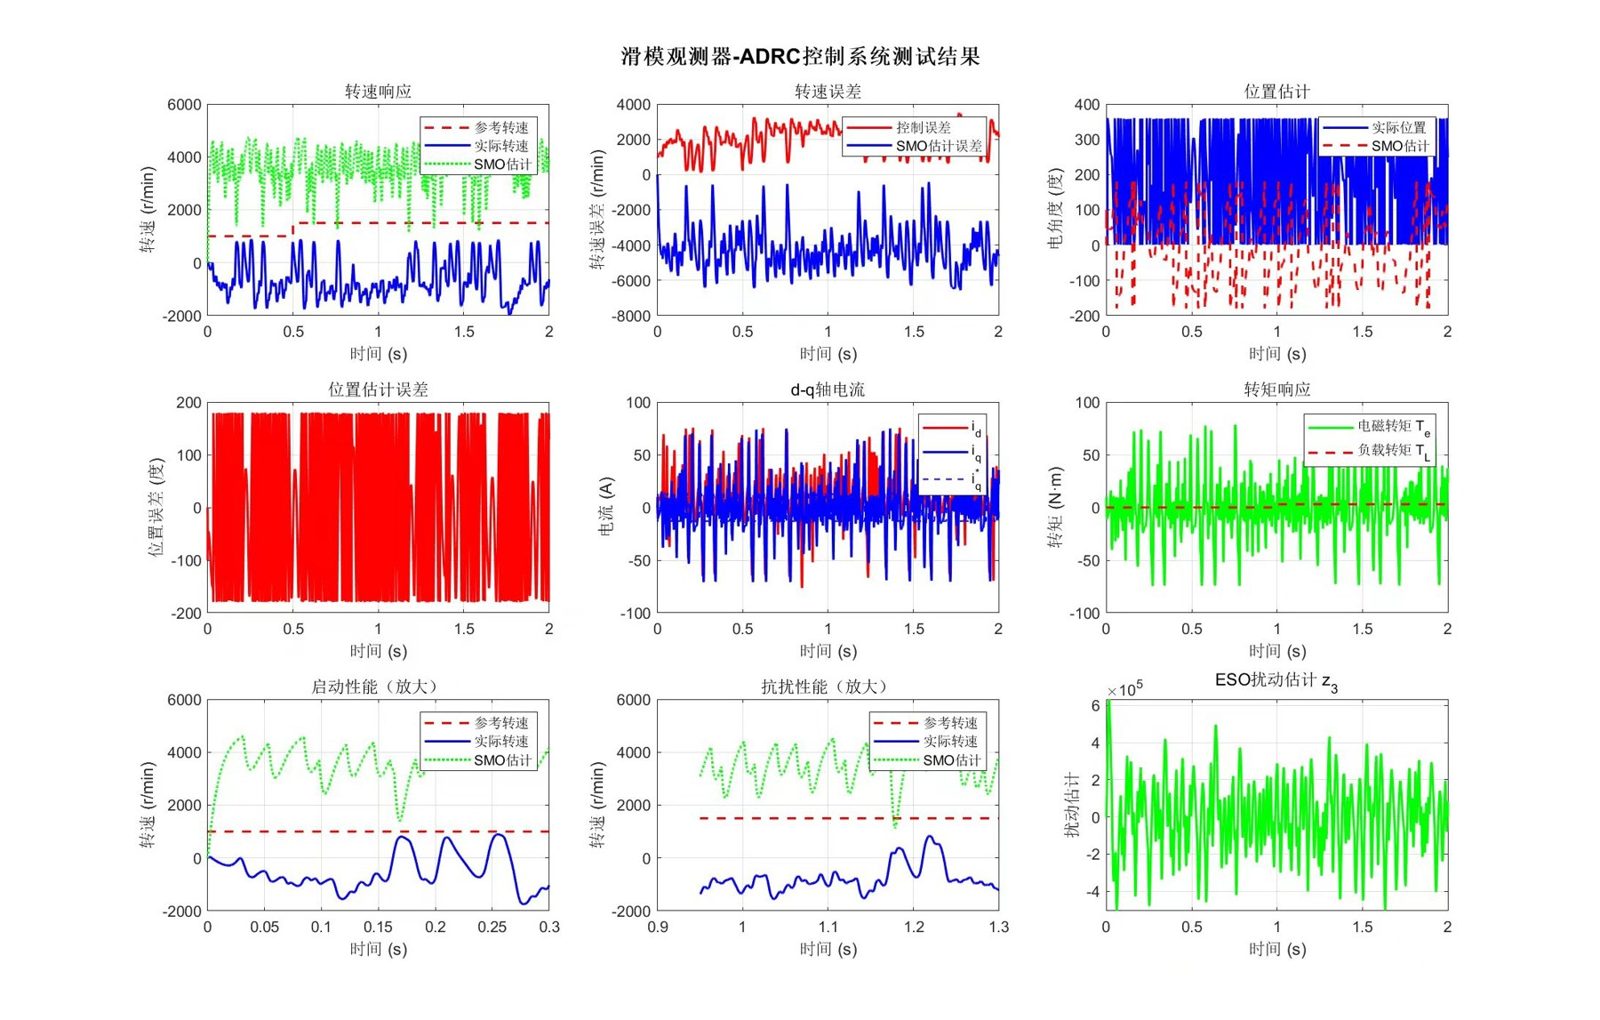 滑模观测器-ADRC控制系统测试结果
转速响应
6000
4000
2000
0
-2000
0 0.5 1 1.5 2
转速 (r/min)
时间 (s)
参考转速
实际转速
SMO估计
转速误差
4000
2000
0
-2000
-4000
-6000
-8000
0 0.5 1 1.5 2
转速误差 (r/min)
时间 (s)
控制误差
SMO估计误差
位置估计
400
300
200
100
0
-100
-200
0 0.5 1 1.5 2
电角度 (度)
时间 (s)
实际位置
SMO估计
位置估计误差
200
100
0
-100
-200
0 0.5 1 1.5 2
位置误差 (度)
时间 (s)
d-q轴电流
100
50
0
-50
-100
0 0.5 1 1.5 2
电流 (A)
时间 (s)
i_d
i_q
i*_q
转矩响应
100
50
0
-50
-100
0 0.5 1 1.5 2
转矩 (N·m)
时间 (s)
电磁转矩 T_e
负载转矩 T_L
启动性能（放大）
6000
4000
2000
0
-2000
0 0.05 0.1 0.15 0.2 0.25 0.3
转速 (r/min)
时间 (s)
参考转速
实际转速
SMO估计
抗扰性能（放大）
6000
4000
2000
0
-2000
0.9 1 1.1 1.2 1.3
转速 (r/min)
时间 (s)
参考转速
实际转速
SMO估计
ESO扰动估计 z_3
×10^5
6
4
2
0
-2
-4
0 0.5 1 1.5 2
扰动估计
时间 (s)